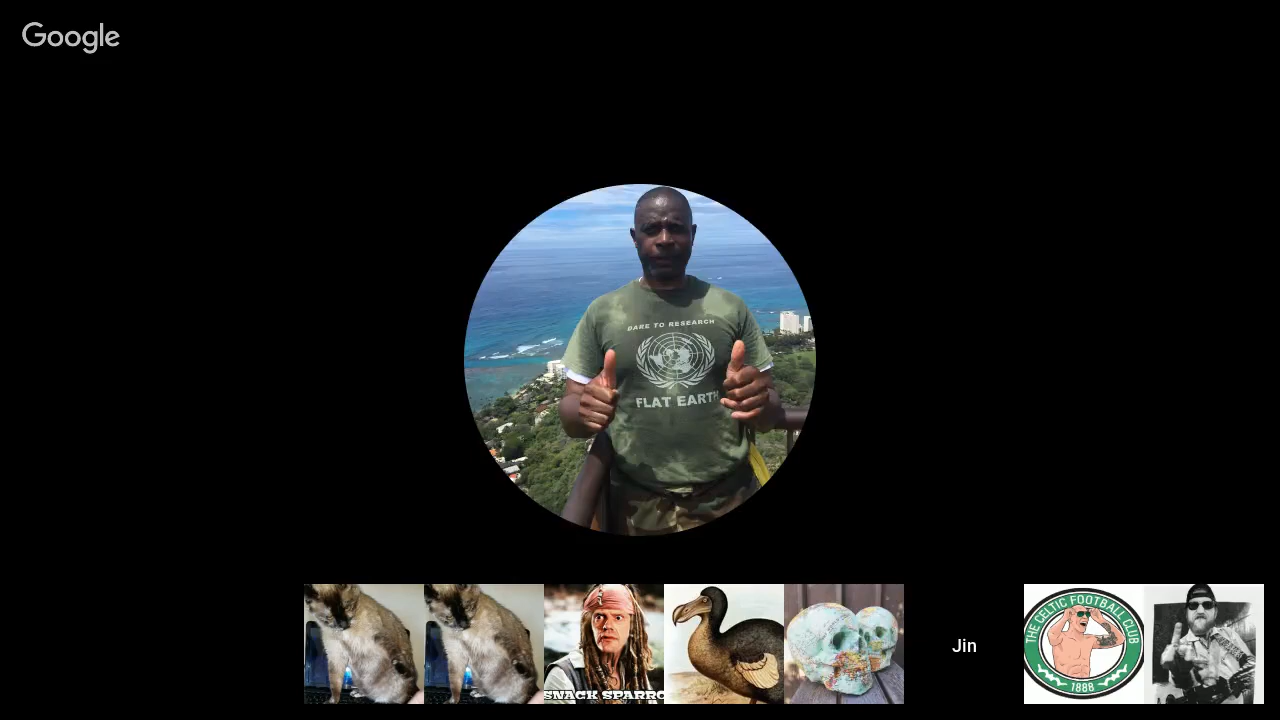 Google
DARE TO RESEARCH
FLAT EARTH
SNACK SPARRO
Jin
THE CELTIC FOOTBALL CLUB
1888